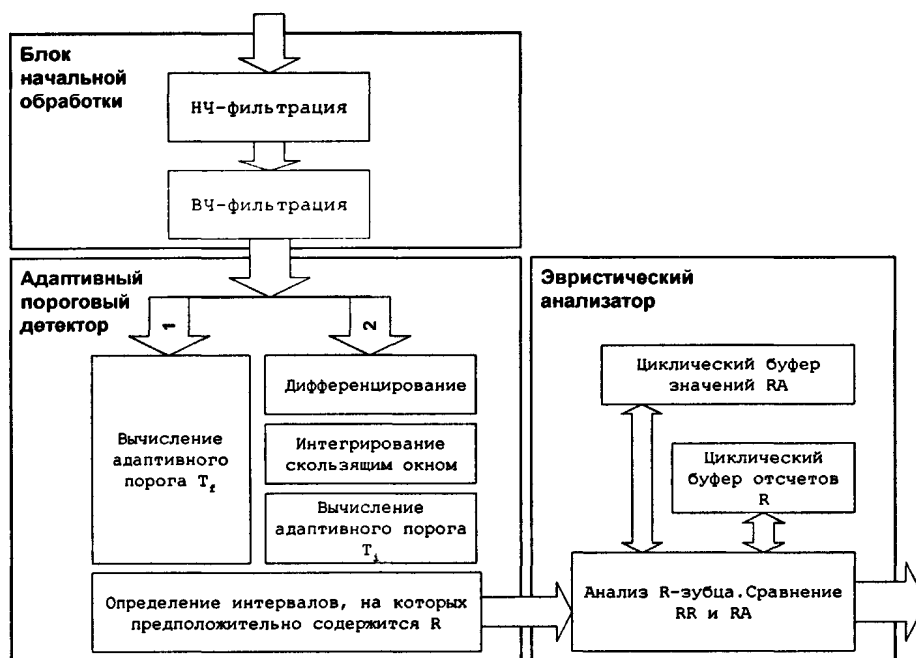 Блок
начальной
обработки
НЧ-фильтрация
ВЧ-фильтрация
Адаптивный
пороговый
детектор
1
2
Вычисление
адаптивного
порога T_f
Дифференцирование
Интегрирование
скользящим окном
Вычисление
адаптивного порога
T_i
Определение интервалов, на которых
предположительно содержится R
Эвристический
анализатор
Циклический буфер
значений RA
Циклический
буфер отсчетов
R
Анализ R-зубца.Сравнение
RR и RA